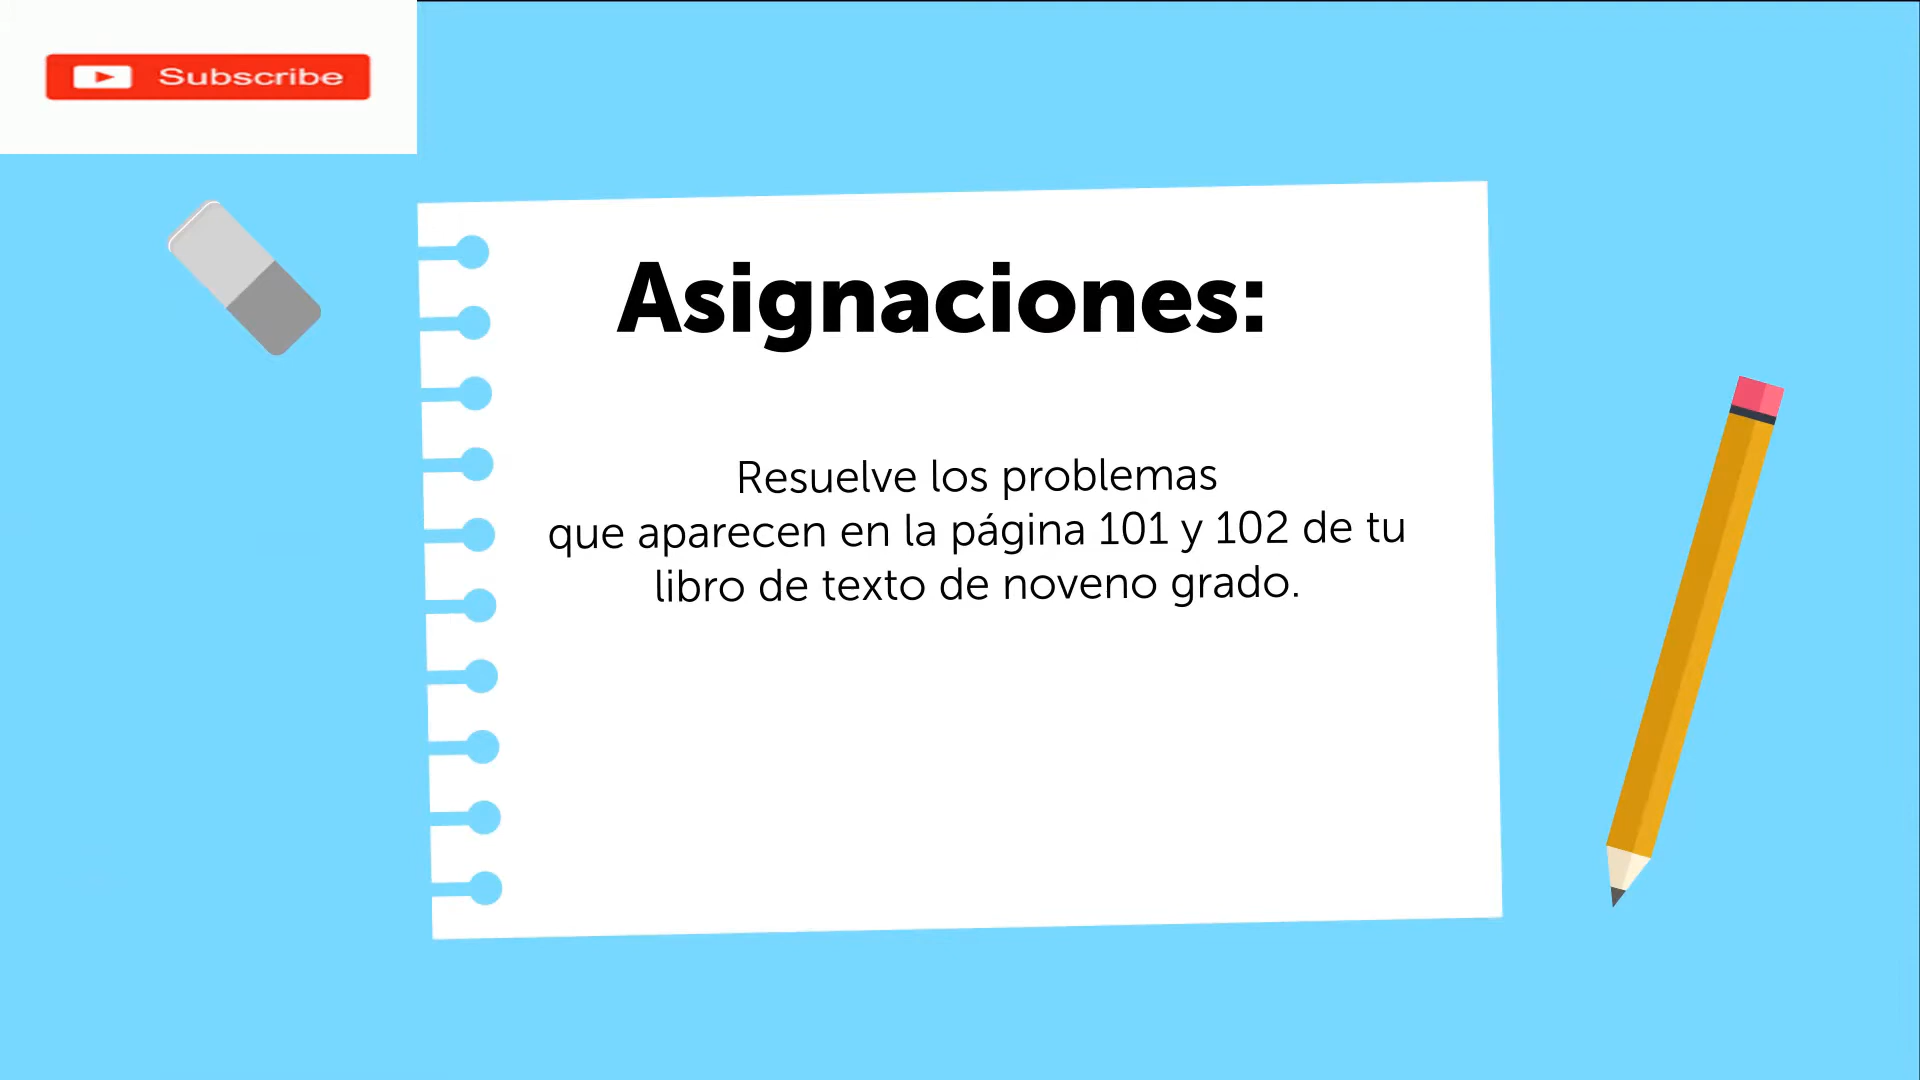 Subscribe
Asignaciones:
Resuelve los problemas
que aparecen en la página 101 y 102 de tu
libro de texto de noveno grado.